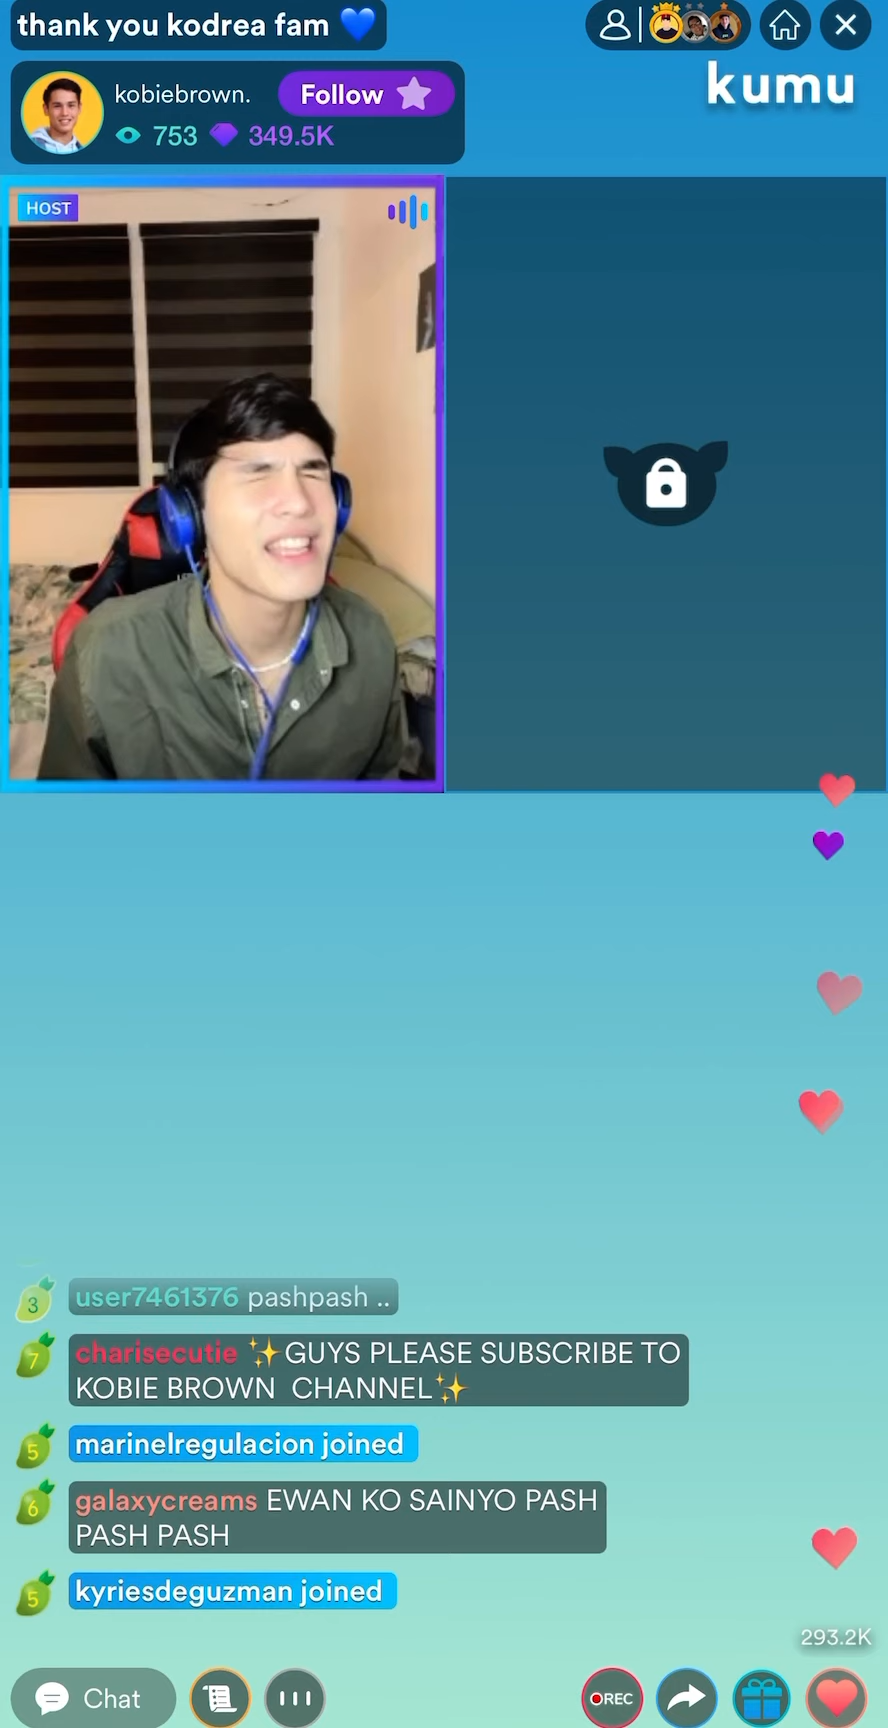 thank you kodrea fam 💙
kumu
kobiebrown.
Follow
753 349.5K
HOST
3 user7461376 pashpash ..
7 charisecutie ✨GUYS PLEASE SUBSCRIBE TO
KOBIE BROWN CHANNEL✨
5 marinelregulacion joined
6 galaxycreams EWAN KO SAINYO PASH
PASH PASH
5 kyriesdeguzman joined
293.2K
Chat
REC